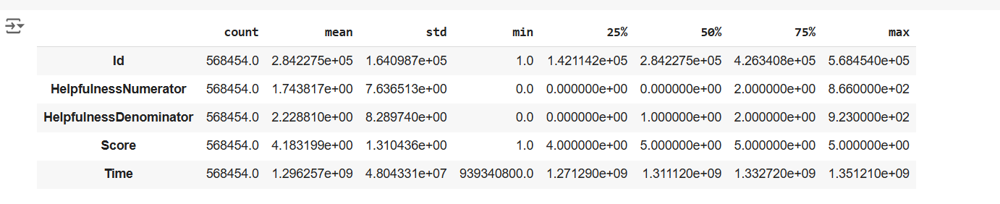 count mean std min 25% 50% 75% max
Id 568454.0 2.842275e+05 1.640987e+05 1.0 1.421142e+05 2.842275e+05 4.263408e+05 5.684540e+05
HelpfulnessNumerator 568454.0 1.743817e+00 7.636513e+00 0.0 0.000000e+00 0.000000e+00 2.000000e+00 8.660000e+02
HelpfulnessDenominator 568454.0 2.228810e+00 8.289740e+00 0.0 0.000000e+00 1.000000e+00 2.000000e+00 9.230000e+02
Score 568454.0 4.183199e+00 1.310436e+00 1.0 4.000000e+00 5.000000e+00 5.000000e+00 5.000000e+00
Time 568454.0 1.296257e+09 4.804331e+07 939340800.0 1.271290e+09 1.311120e+09 1.332720e+09 1.351210e+09